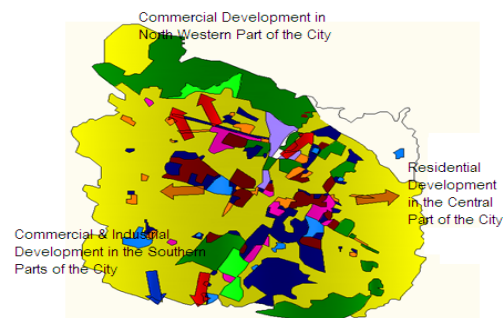 Commercial Development in
North Western Part of the City
Residential
Development
in the Central
Part of the City
Commercial & Industrial
Development in the Southern
Parts of the City